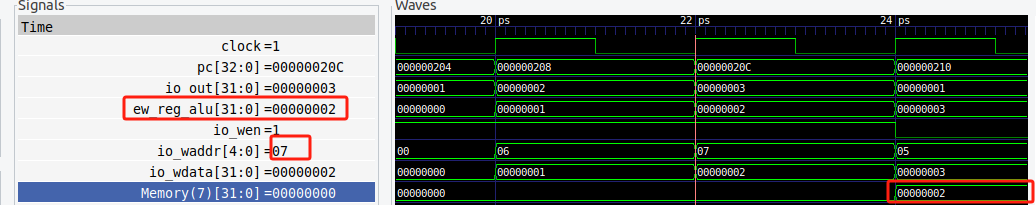 Signals
Waves
Time
20 ps
22 ps
24 ps
clock =1
pc[32:0] =00000020C
000000204 000000208 00000020C 000000210
io_out[31:0] =00000003
00000001 00000002 00000003 00000001
ew_reg_alu[31:0] =00000002
00000000 00000001 00000002 00000003
io_wen =1
io_waddr[4:0] =07
00 06 07 05
io_wdata[31:0] =00000002
00000000 00000001 00000002 00000003
Memory(7)[31:0] =00000000
00000000 00000002